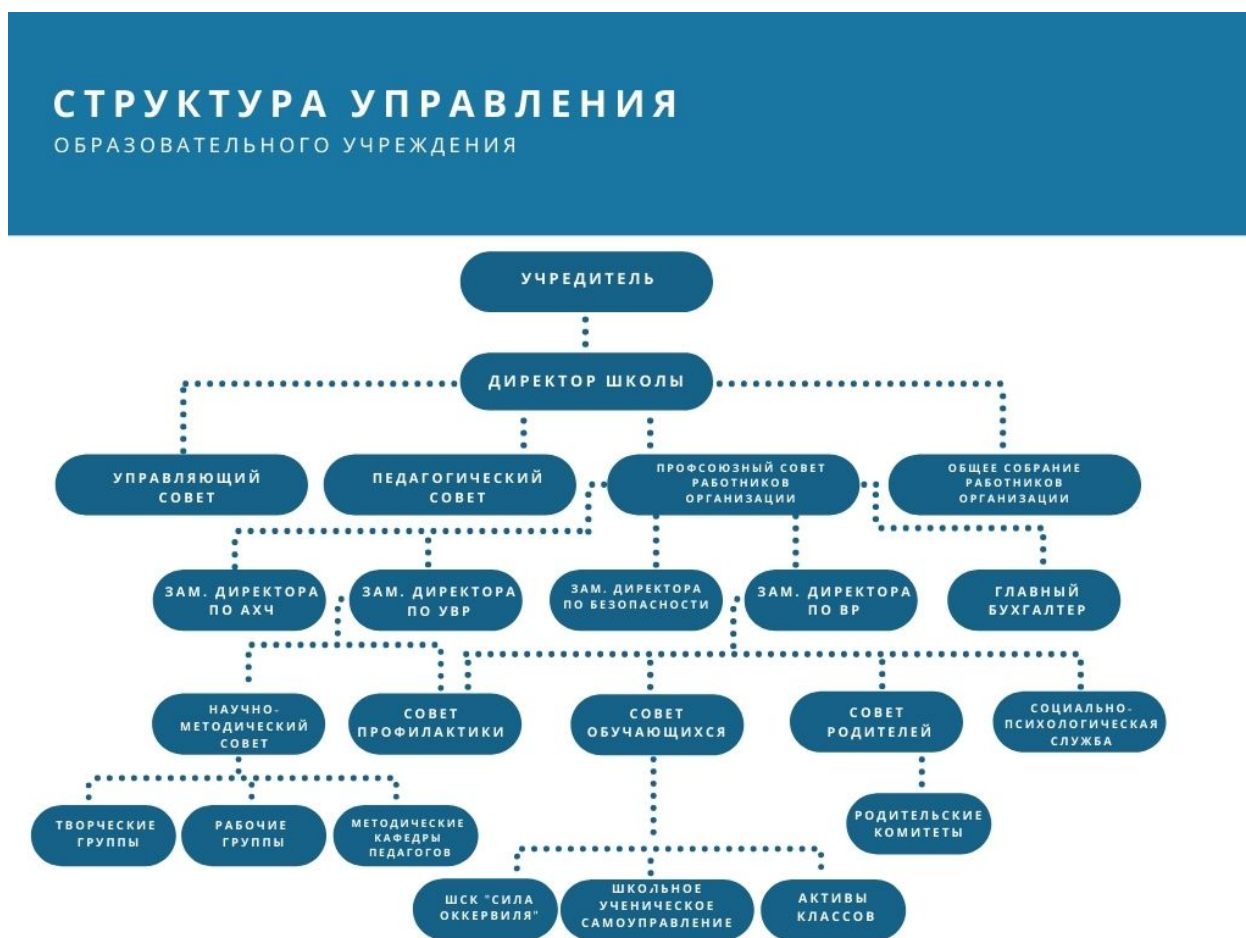 СТРУКТУРА УПРАВЛЕНИЯ
ОБРАЗОВАТЕЛЬНОГО УЧРЕЖДЕНИЯ
УЧРЕДИТЕЛЬ
ДИРЕКТОР ШКОЛЫ
УПРАВЛЯЮЩИЙ
СОВЕТ
ПЕДАГОГИЧЕСКИЙ
СОВЕТ
ПРОФСОЮЗНЫЙ СОВЕТ
РАБОТНИКОВ
ОРГАНИЗАЦИИ
ОБЩЕЕ СОБРАНИЕ
РАБОТНИКОВ
ОРГАНИЗАЦИИ
ЗАМ. ДИРЕКТОРА
ПО АХЧ
ЗАМ. ДИРЕКТОРА
ПО УВР
ЗАМ. ДИРЕКТОРА
ПО БЕЗОПАСНОСТИ
ЗАМ. ДИРЕКТОРА
ПО ВР
ГЛАВНЫЙ
БУХГАЛТЕР
НАУЧНО-
МЕТОДИЧЕСКИЙ
СОВЕТ
СОВЕТ
ПРОФИЛАКТИКИ
СОВЕТ
ОБУЧАЮЩИХСЯ
СОВЕТ
РОДИТЕЛЕЙ
СОЦИАЛЬНО-
ПСИХОЛОГИЧЕСКАЯ
СЛУЖБА
ТВОРЧЕСКИЕ
ГРУППЫ
РАБОЧИЕ
ГРУППЫ
МЕТОДИЧЕСКИЕ
КАФЕДРЫ
ПЕДАГОГОВ
РОДИТЕЛЬСКИЕ
КОМИТЕТЫ
ШСК "СИЛА
ОККЕРВИЛЯ"
ШКОЛЬНОЕ
УЧЕНИЧЕСКОЕ
САМОУПРАВЛЕНИЕ
АКТИВЫ
КЛАССОВ